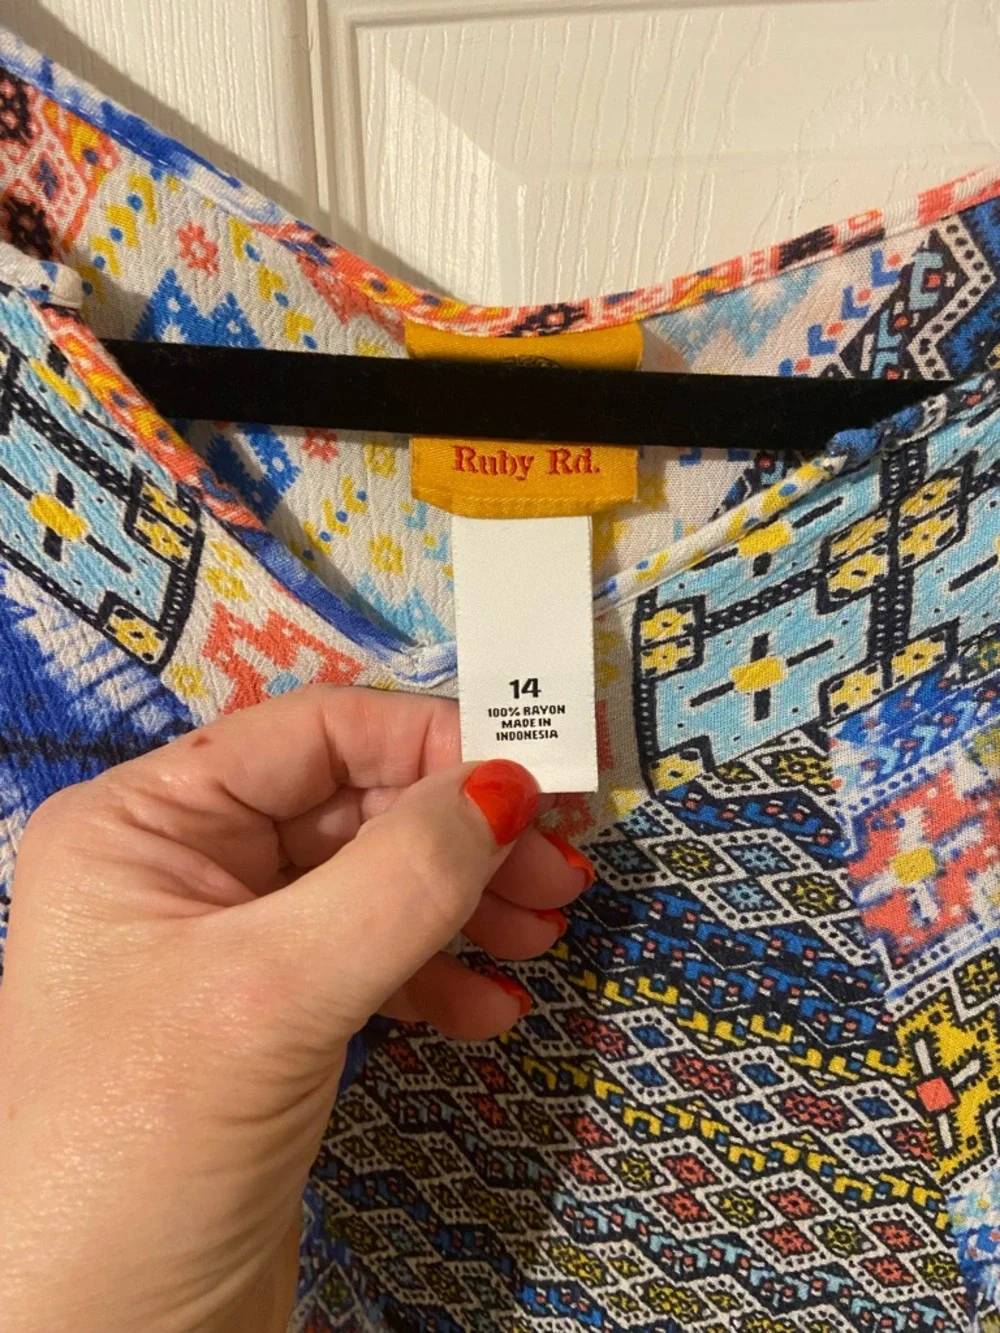 Ruby Rd.
14
100% RAYON
MADE IN
INDONESIA